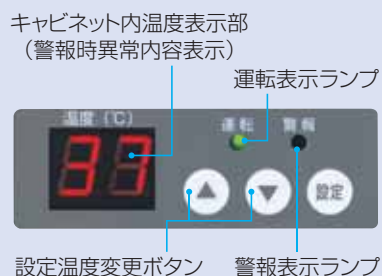 キャビネット内温度表示部
（警報時異常内容表示）
運転表示ランプ
温度（℃）
運転
警報
37
設定
設定温度変更ボタン
警報表示ランプ